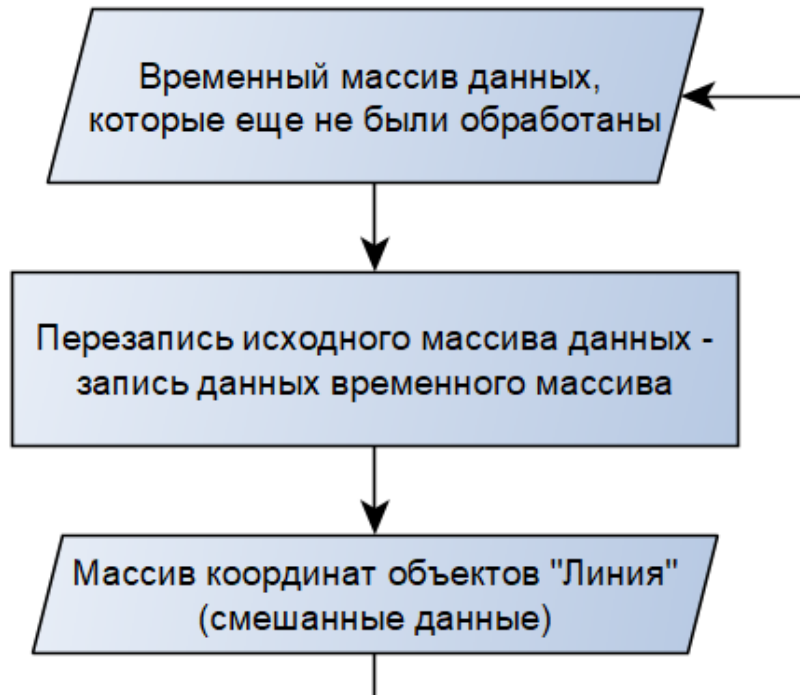 Временный массив данных,
которые еще не были обработаны
Перезапись исходного массива данных -
запись данных временного массива
Массив координат объектов "Линия"
(смешанные данные)